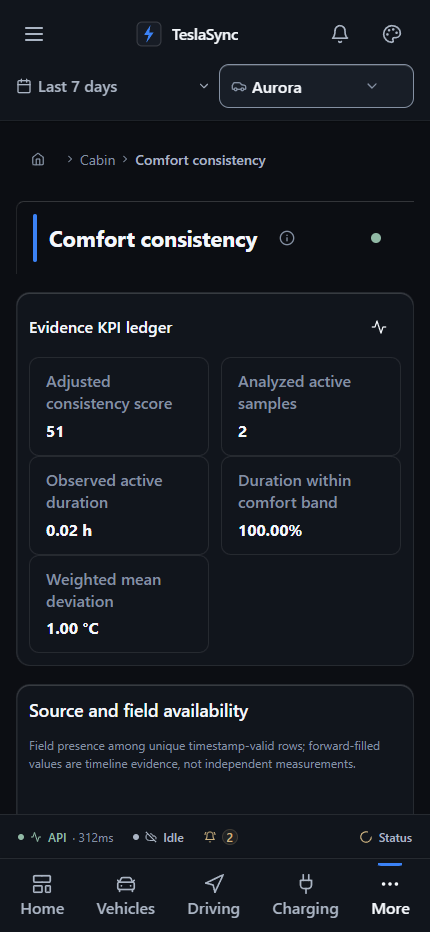 TeslaSync
Last 7 days
Aurora
Cabin
Comfort consistency
Comfort consistency
Evidence KPI ledger
Adjusted
consistency score
51
Analyzed active
samples
2
Observed active
duration
0.02 h
Duration within
comfort band
100.00%
Weighted mean
deviation
1.00 °C
Source and field availability
Field presence among unique timestamp-valid rows; forward-filled
values are timeline evidence, not independent measurements.
API · 312ms
Idle
2
Status
Home
Vehicles
Driving
Charging
More